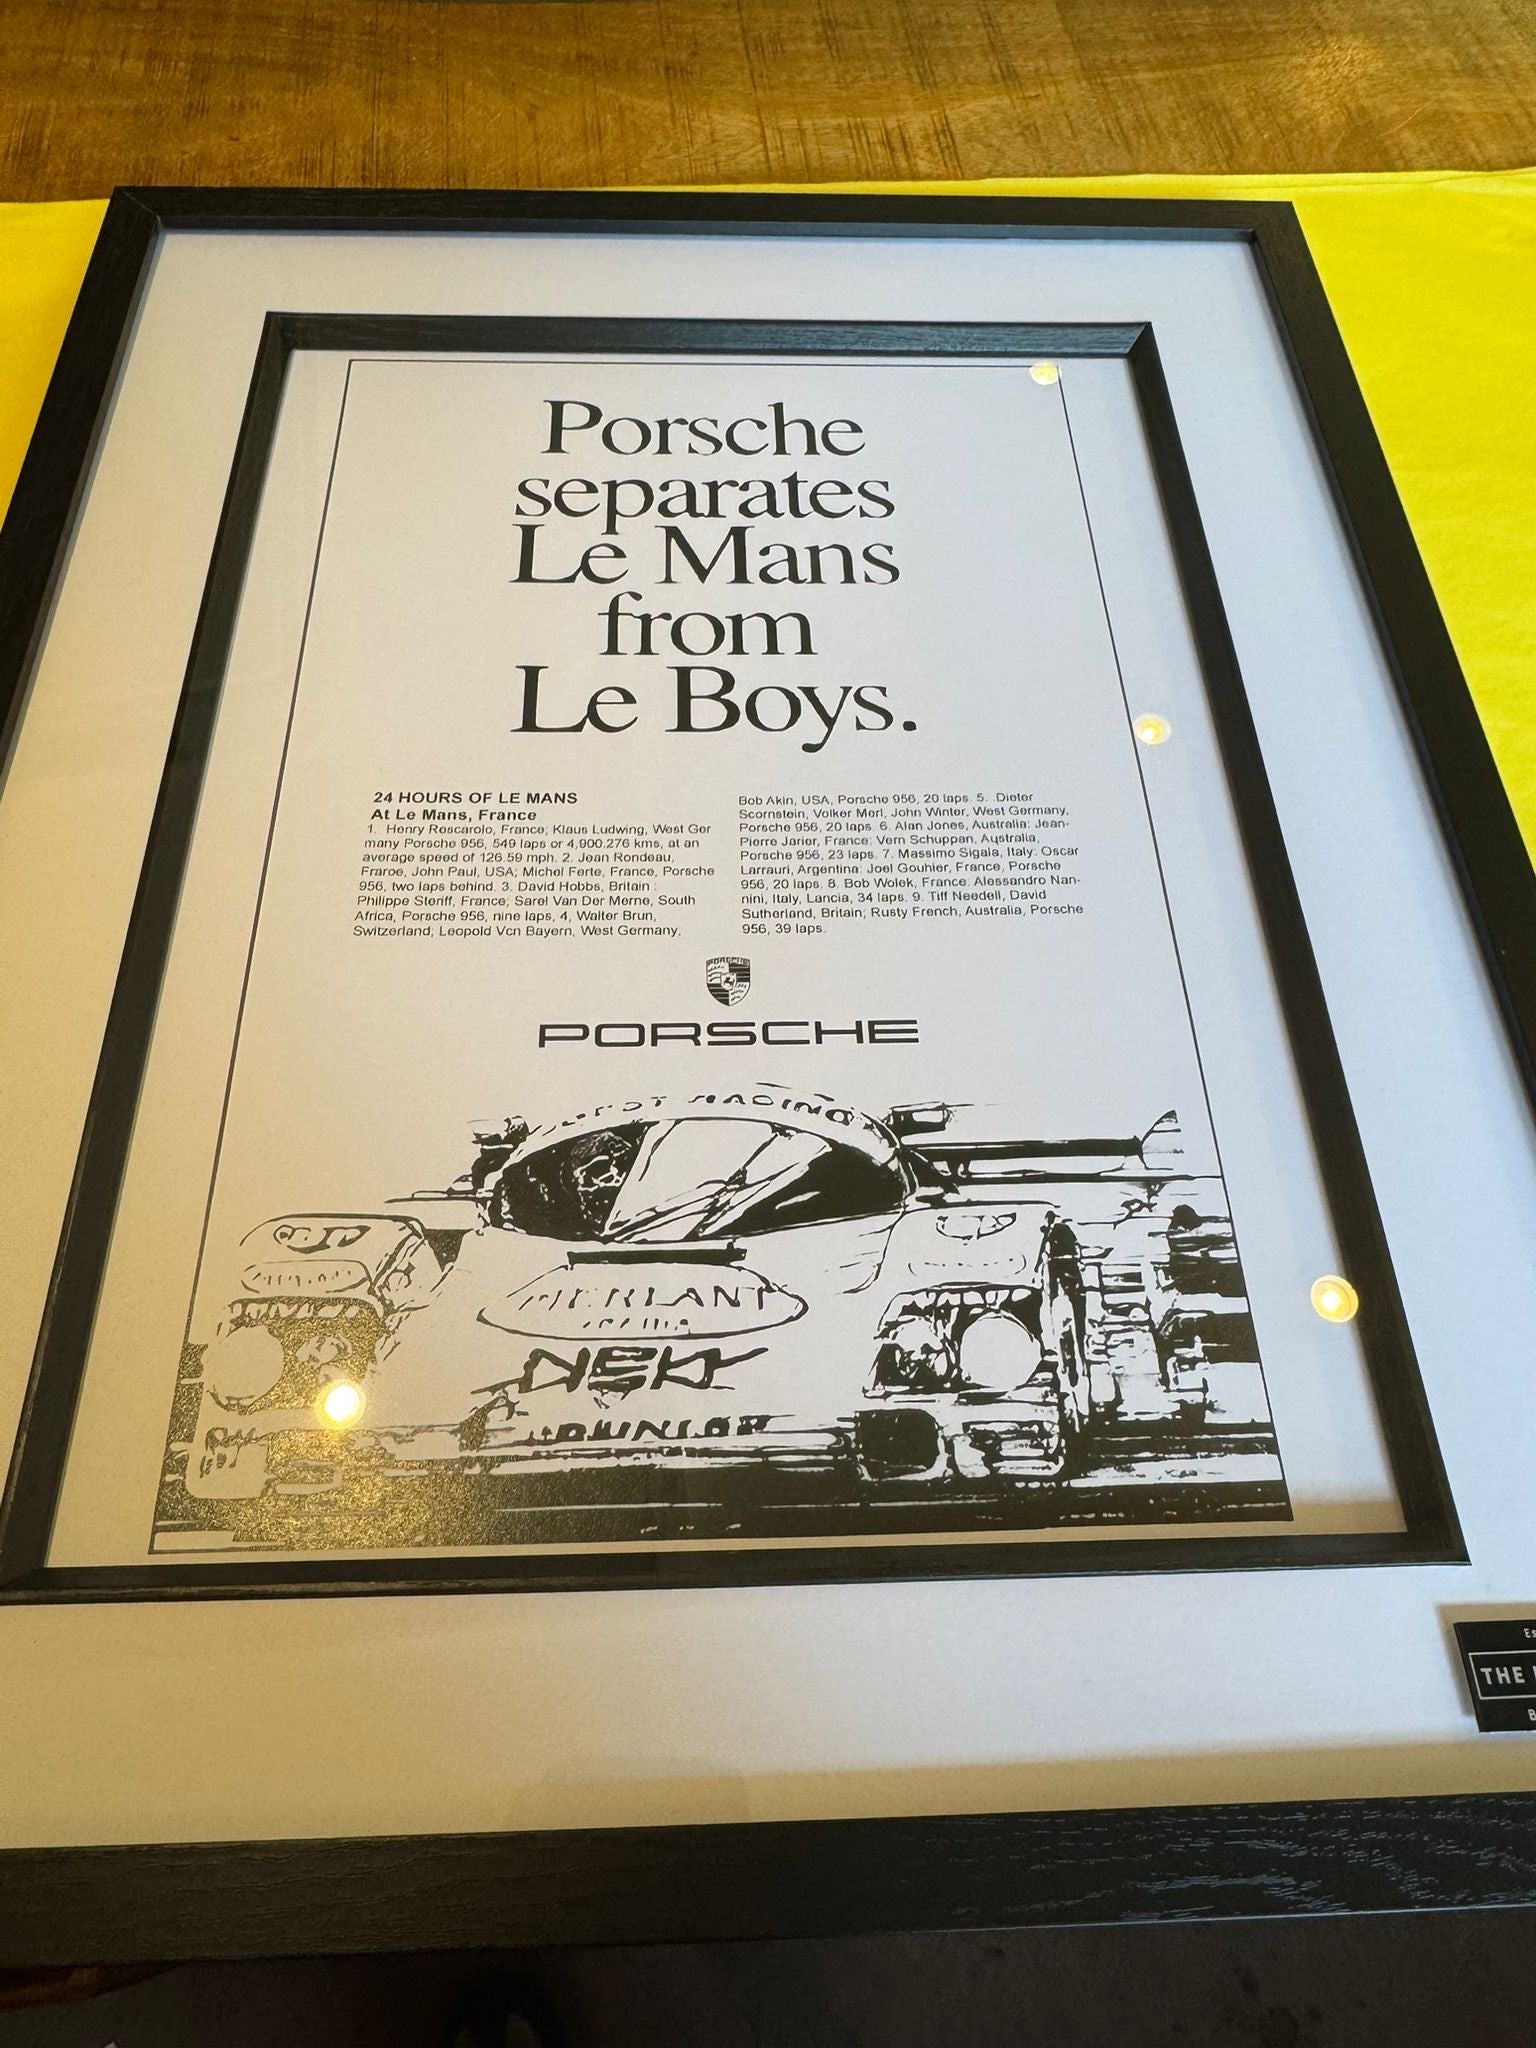 Porsche
separates
Le Mans
from
Le Boys.
24 HOURS OF LE MANS
At Le Mans, France
1. Henry Rescarolo, France; Klaus Ludwing, West Ger
many Porsche 956, 549 laps or 4,900.276 kms, at an
average speed of 126.59 mph. 2. Jean Rondeau,
Fraroe, John Paul, USA; Michel Ferte, France, Porsche
956, two laps behind. 3. David Hobbs, Britain :
Philippe Steriff, France; Sarel Van Der Merne, South
Africa, Porsche 956, nine laps, 4, Walter Brun,
Switzerland; Leopold Vcn Bayern, West Germany,
Bob Akin, USA, Porsche 956, 20 laps. 5. .Dieter
Scornstein, Volker Merl, John Winter, West Germany,
Porsche 956, 20 laps. 6. Alan Jones, Australia: Jean-
Pierre Jarier, France; Vern Schuppan, Australia,
Porsche 956, 23 laps. 7. Massimo Sigala, Italy: Oscar
Larrauri, Argentina: Joel Gouhier, France, Porsche
956, 20 laps. 8. Bob Wolek, France: Alessandro Nan-
nini, Italy, Lancia, 34 laps. 9. Tiff Needell, David
Sutherland, Britain; Rusty French, Australia, Porsche
956, 39 laps.
PORSCHE
PORSCHE
RACING
NEW
DUNLOP
THE